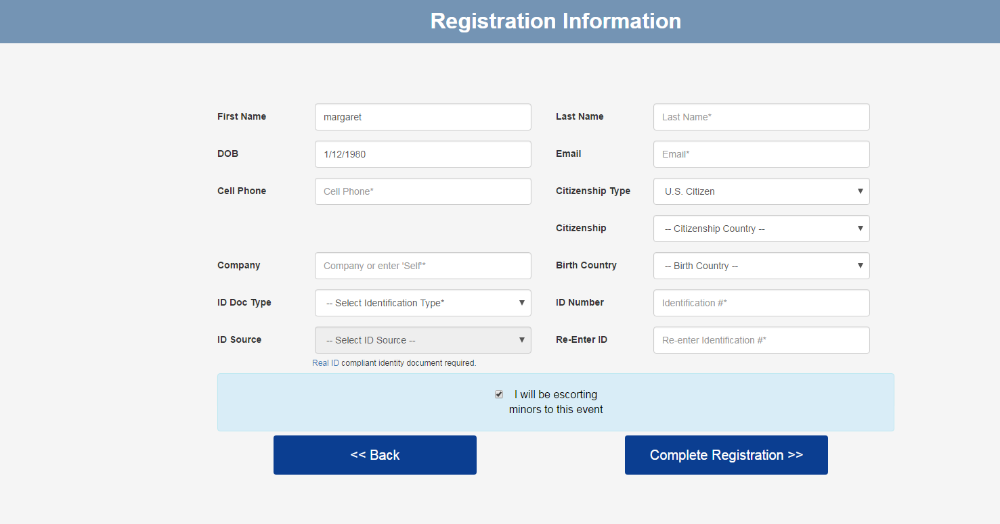 Registration Information
First Name margaret Last Name Last Name*
DOB 1/12/1980 Email Email*
Cell Phone Cell Phone* Citizenship Type U.S. Citizen
Citizenship -- Citizenship Country --
Company Company or enter 'Self'* Birth Country -- Birth Country --
ID Doc Type -- Select Identification Type* ID Number Identification #*
ID Source -- Select ID Source -- Re-Enter ID Re-enter Identification #*
Real ID compliant identity document required.
I will be escorting
minors to this event
<< Back Complete Registration >>